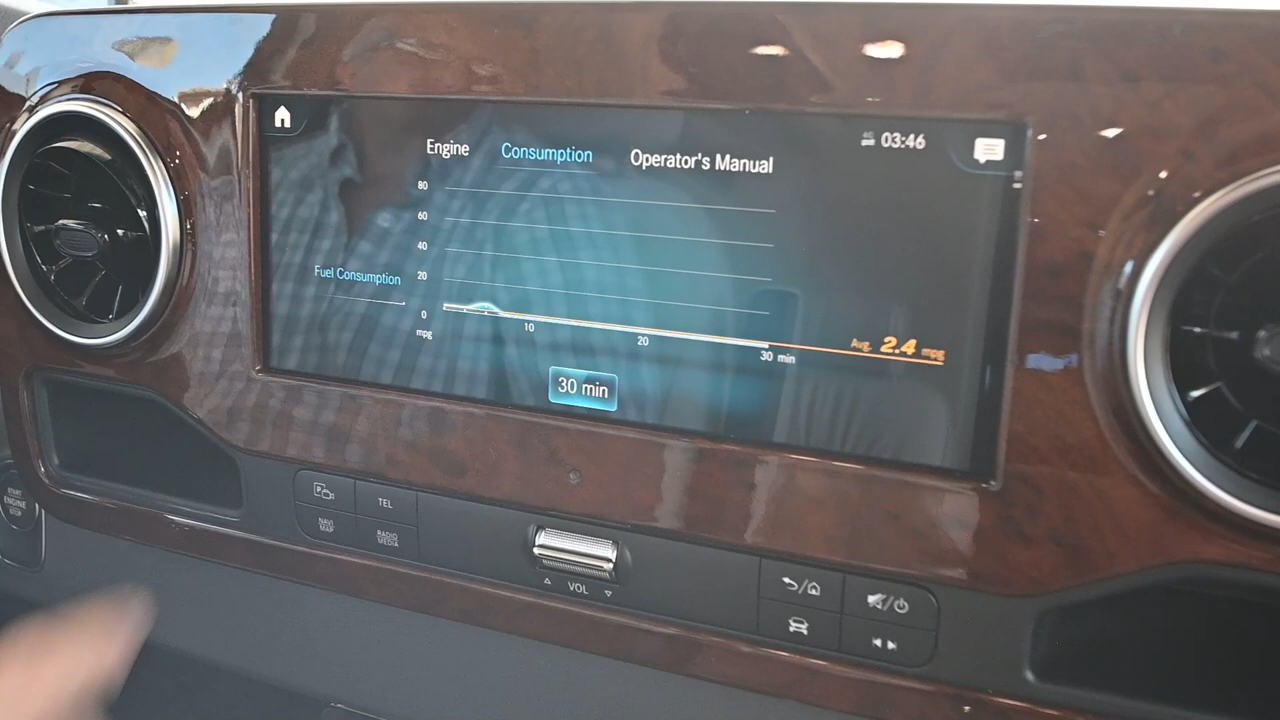 4G 03:46
Engine Consumption Operator's Manual
80
60
40
20
0
mpg
Fuel Consumption
10
20
30 min
Avg. 2.4 mpg
30 min
START
ENGINE
STOP
P
TEL
NAVI
MAP
RADIO
MEDIA
VOL